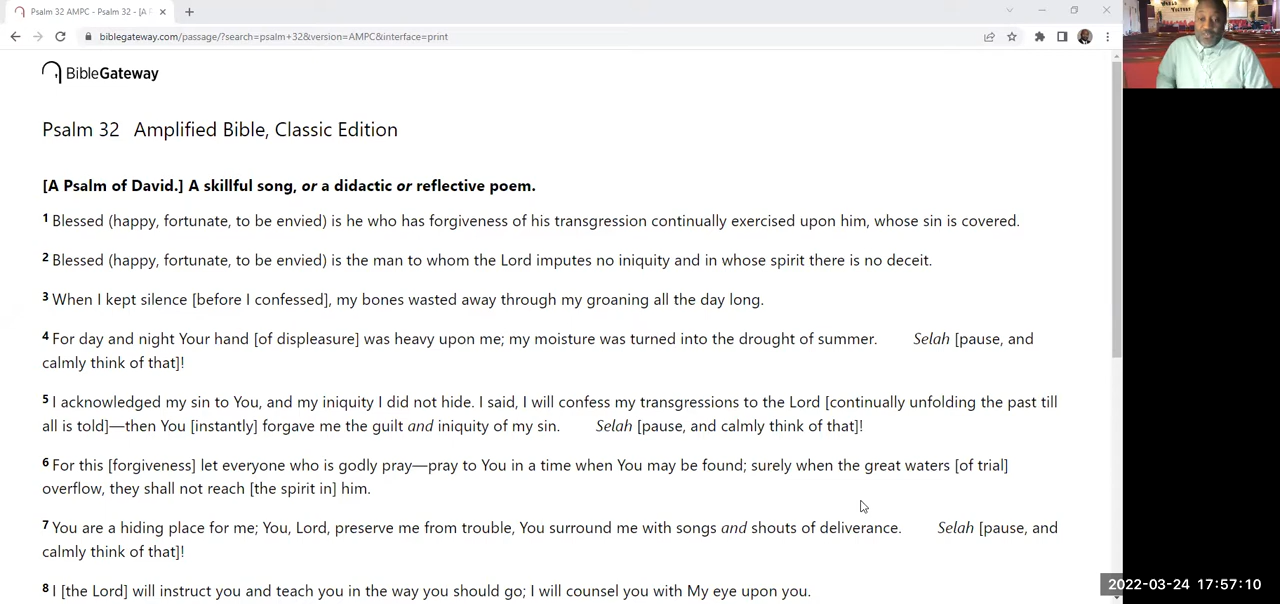 Psalm 32 AMPC - Psalm 32 - [A P
biblegateway.com/passage/?search=psalm+32&version=AMPC&interface=print
BibleGateway
Psalm 32 Amplified Bible, Classic Edition
[A Psalm of David.] A skillful song, or a didactic or reflective poem.
1 Blessed (happy, fortunate, to be envied) is he who has forgiveness of his transgression continually exercised upon him, whose sin is covered.
2 Blessed (happy, fortunate, to be envied) is the man to whom the Lord imputes no iniquity and in whose spirit there is no deceit.
3 When I kept silence [before I confessed], my bones wasted away through my groaning all the day long.
4 For day and night Your hand [of displeasure] was heavy upon me; my moisture was turned into the drought of summer. Selah [pause, and
calmly think of that]!
5 I acknowledged my sin to You, and my iniquity I did not hide. I said, I will confess my transgressions to the Lord [continually unfolding the past till
all is told]—then You [instantly] forgave me the guilt and iniquity of my sin. Selah [pause, and calmly think of that]!
6 For this [forgiveness] let everyone who is godly pray—pray to You in a time when You may be found; surely when the great waters [of trial]
overflow, they shall not reach [the spirit in] him.
7 You are a hiding place for me; You, Lord, preserve me from trouble, You surround me with songs and shouts of deliverance. Selah [pause, and
calmly think of that]!
8 I [the Lord] will instruct you and teach you in the way you should go; I will counsel you with My eye upon you.
2022-03-24 17:57:10